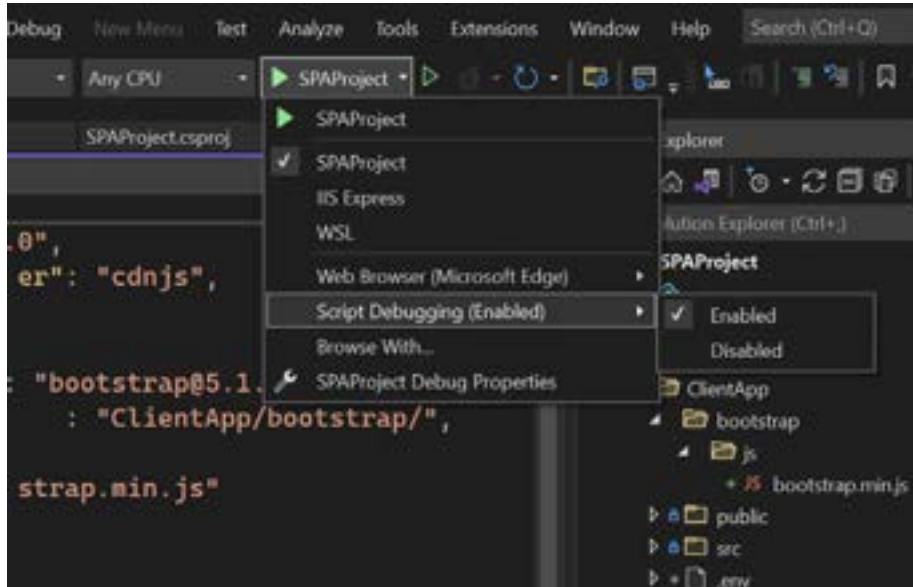 Debug New Menu Test Analyze Tools Extensions Window Help Search (Ctrl+Q)
Any CPU SPAProject
SPAProject
SPAProject.csproj
SPAProject
IIS Express
WSL
Web Browser (Microsoft Edge)
Script Debugging (Enabled)
Browse With...
SPAProject Debug Properties
Enabled
Disabled
.0",
er": "cdnjs",
: "bootstrap@5.1.
: "ClientApp/bootstrap/",
strap.min.js"
xplorer
lution Explorer (Ctrl+;)
SPAProject
ClientApp
bootstrap
js
JS bootstrap.min.js
public
src
.env